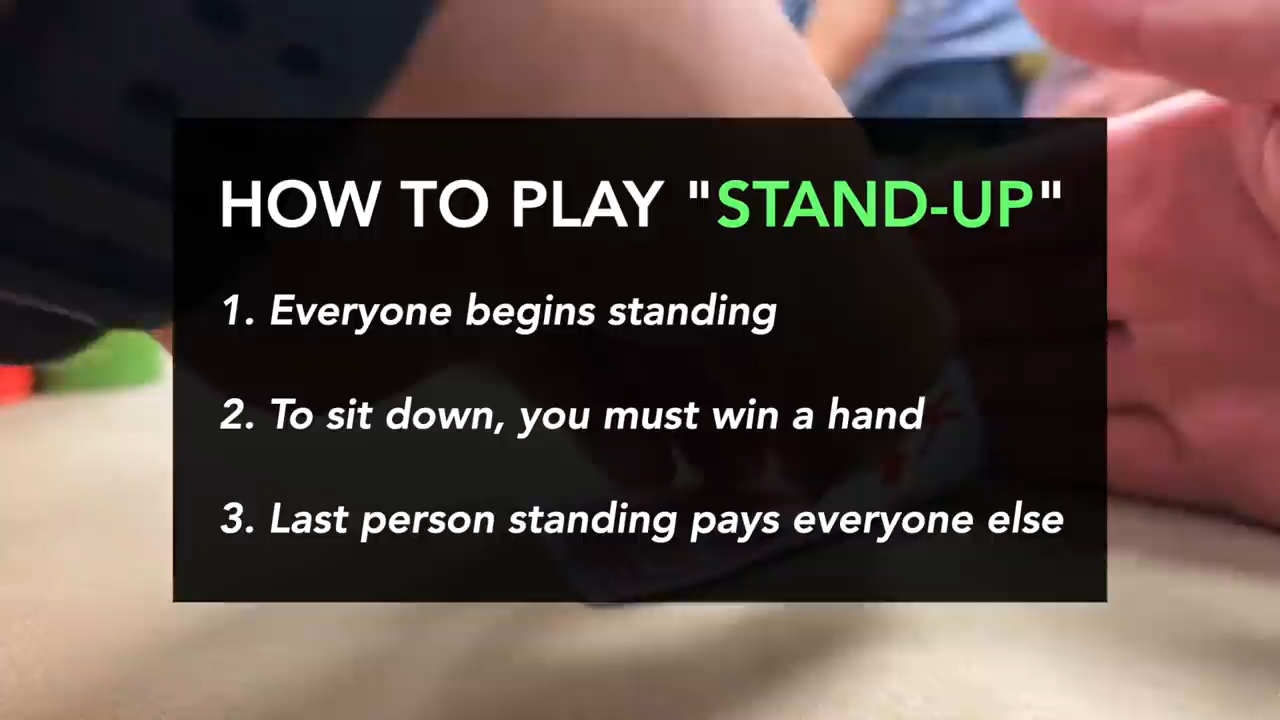 HOW TO PLAY "STAND-UP"
1. Everyone begins standing
2. To sit down, you must win a hand
3. Last person standing pays everyone else